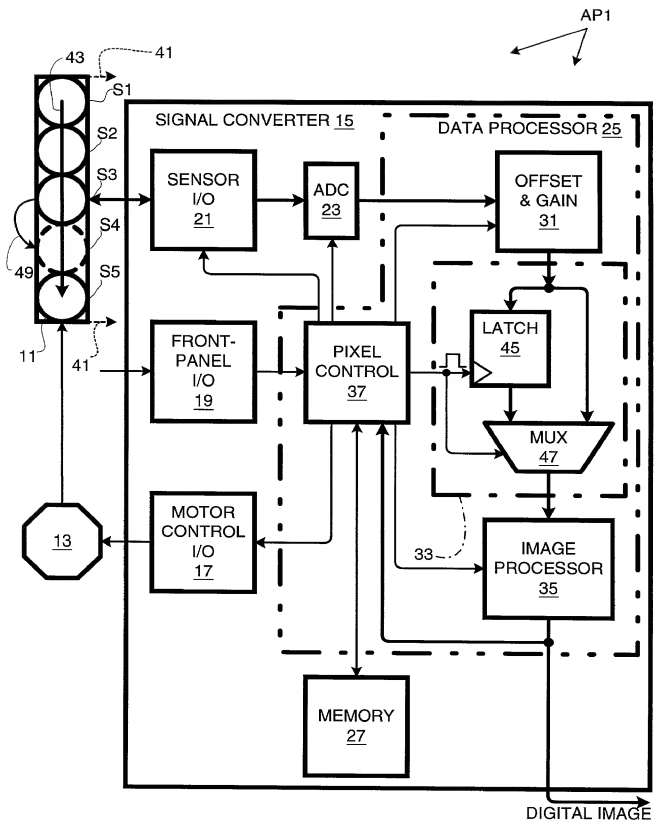 AP1
43
41
S1
S2
S3
S4
S5
49
11
41
SIGNAL CONVERTER 15
DATA PROCESSOR 25
SENSOR
I/O
21
ADC
23
OFFSET
& GAIN
31
FRONT-
PANEL
I/O
19
PIXEL
CONTROL
37
LATCH
45
MUX
47
13
MOTOR
CONTROL
I/O
17
33
IMAGE
PROCESSOR
35
MEMORY
27
DIGITAL IMAGE